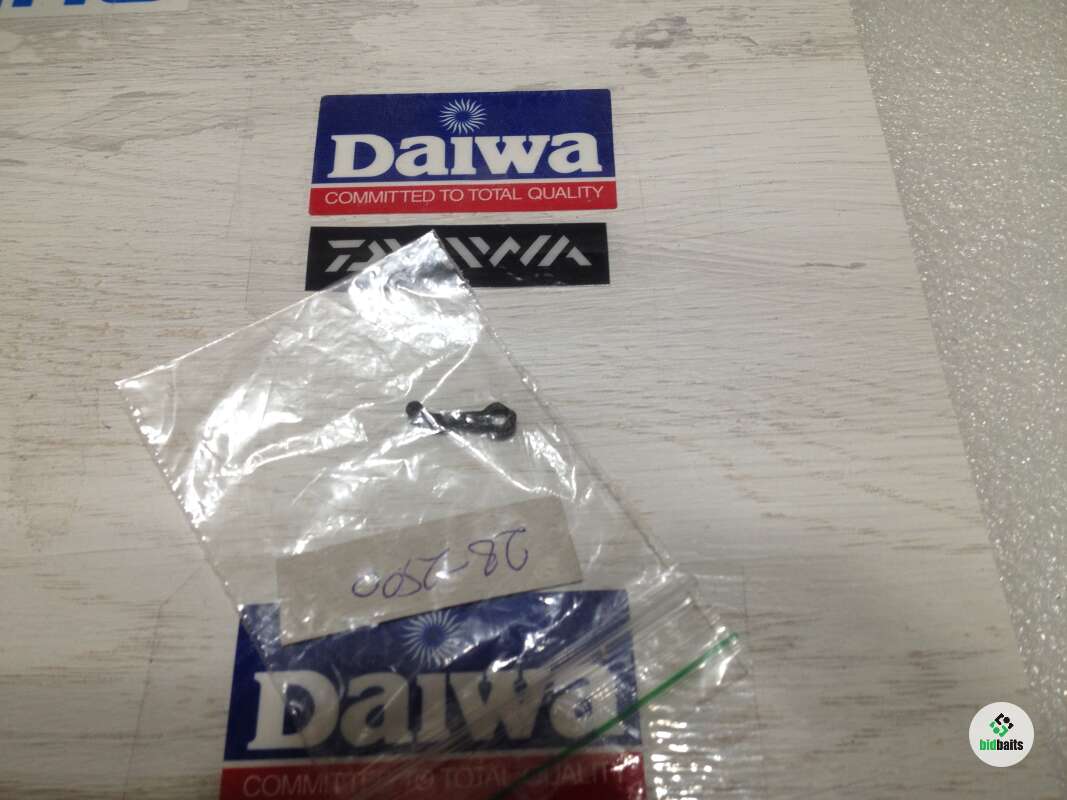 Daiwa
COMMITTED TO TOTAL QUALITY
DAIWA
28-2500
Daiwa
COMMITTED TO TOTAL QUALITY
bidbaits